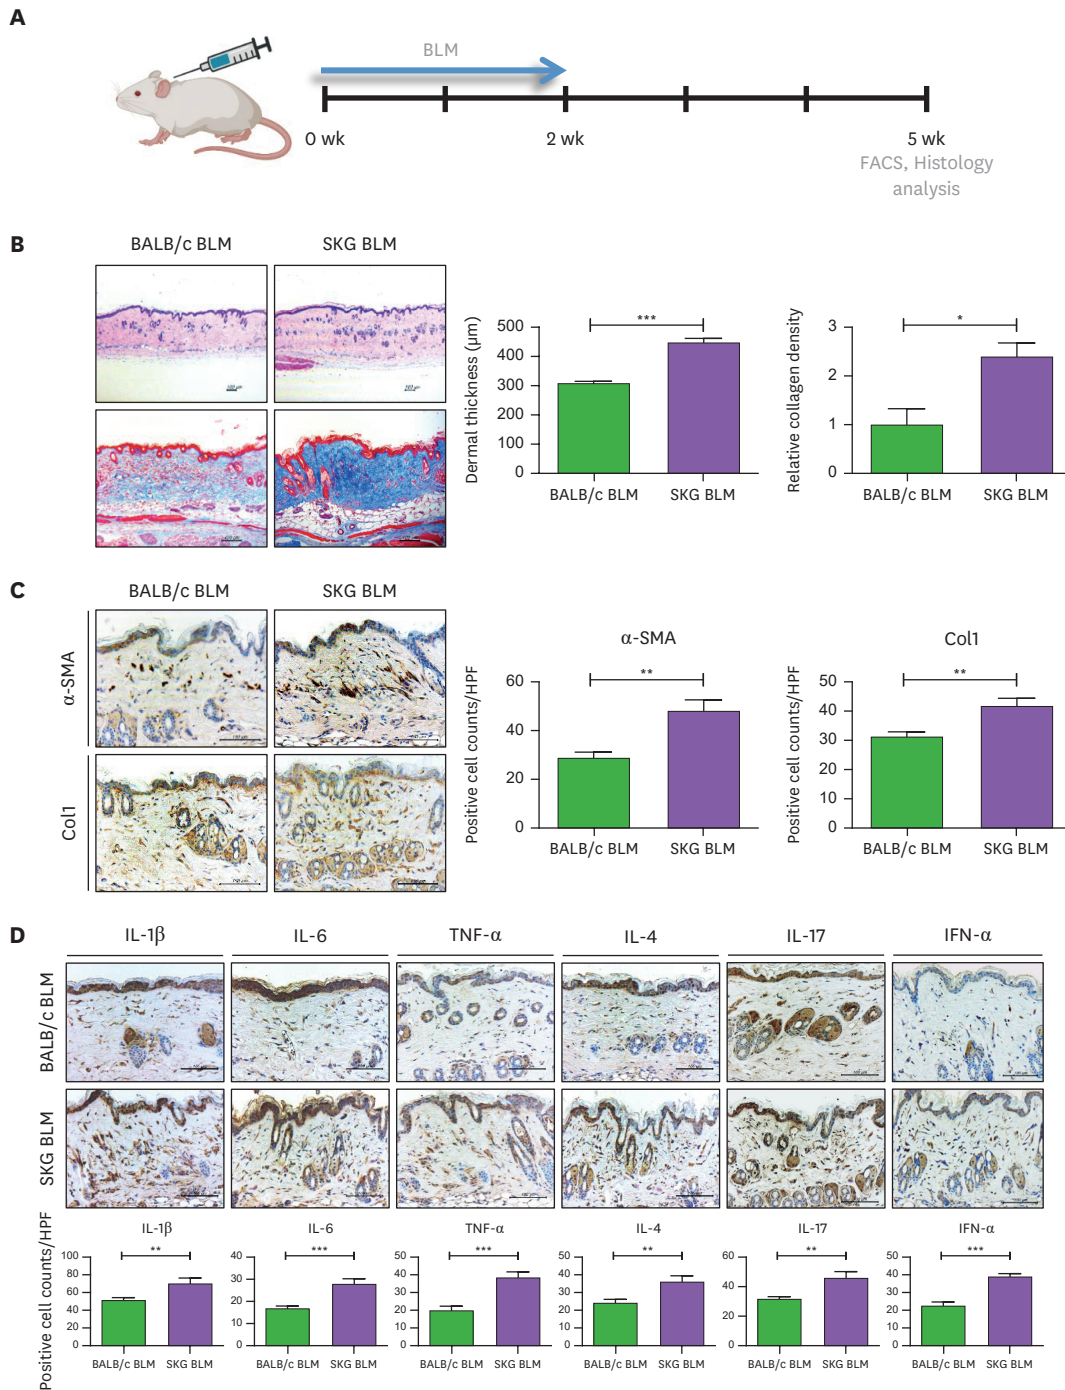 A
BLM
0 wk
2 wk
5 wk
FACS, Histology
analysis
B
BALB/c BLM
SKG BLM
Dermal thickness (μm)
500
400
300
200
100
0
***
BALB/c BLM
SKG BLM
Relative collagen density
3
2
1
0
*
BALB/c BLM
SKG BLM
C
BALB/c BLM
SKG BLM
α-SMA
Col1
α-SMA
Positive cell counts/HPF
60
40
20
0
**
BALB/c BLM
SKG BLM
Col1
Positive cell counts/HPF
50
40
30
20
10
0
**
BALB/c BLM
SKG BLM
D
IL-1β
IL-6
TNF-α
IL-4
IL-17
IFN-α
BALB/c BLM
SKG BLM
Positive cell counts/HPF
IL-1β
100
80
60
40
20
0
**
BALB/c BLM
SKG BLM
IL-6
40
30
20
10
0
***
BALB/c BLM
SKG BLM
TNF-α
50
40
30
20
10
0
***
BALB/c BLM
SKG BLM
IL-4
50
40
30
20
10
0
**
BALB/c BLM
SKG BLM
IL-17
60
40
20
0
**
BALB/c BLM
SKG BLM
IFN-α
50
40
30
20
10
0
***
BALB/c BLM
SKG BLM